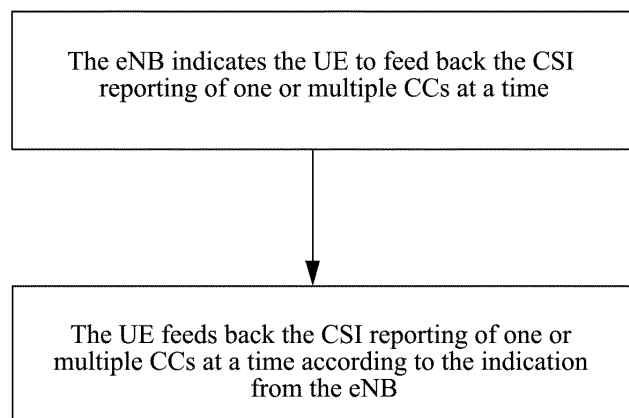 The eNB indicates the UE to feed back the CSI
reporting of one or multiple CCs at a time
The UE feeds back the CSI reporting of one or
multiple CCs at a time according to the indication
from the eNB